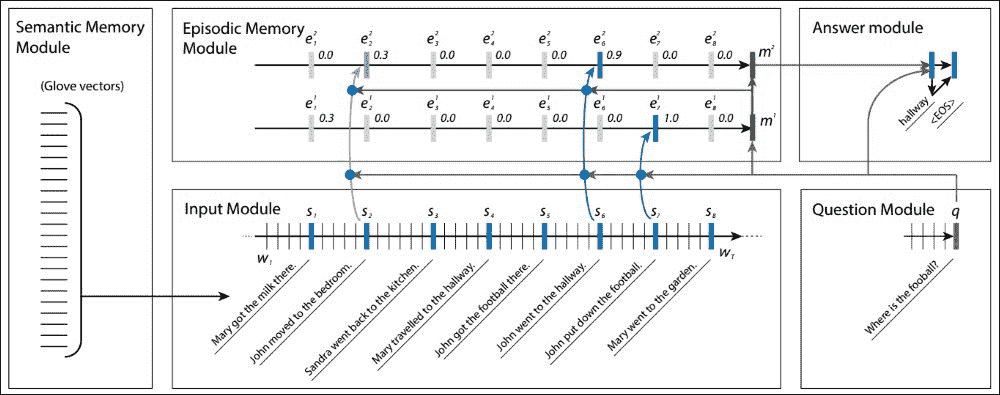 Semantic Memory
Module
(Glove vectors)
Episodic Memory
Module
e²₁ 0.0 e²₂ 0.3 e²₃ 0.0 e²₄ 0.0 e²₅ 0.0 e²₆ 0.9 e²₇ 0.0 e²₈ 0.0 m²
e¹₁ 0.3 e¹₂ 0.0 e¹₃ 0.0 e¹₄ 0.0 e¹₅ 0.0 e¹₆ 0.0 e¹₇ 1.0 e¹₈ 0.0 m¹
Answer module
hallway
<EOS>
Input Module
s₁ s₂ s₃ s₄ s₅ s₆ s₇ s₈
w₁ wT
Mary got the milk there.
John moved to the bedroom.
Sandra went back to the kitchen.
Mary travelled to the hallway.
John got the football there.
John went to the hallway.
John put down the football.
Mary went to the garden.
Question Module
q
Where is the fooball?